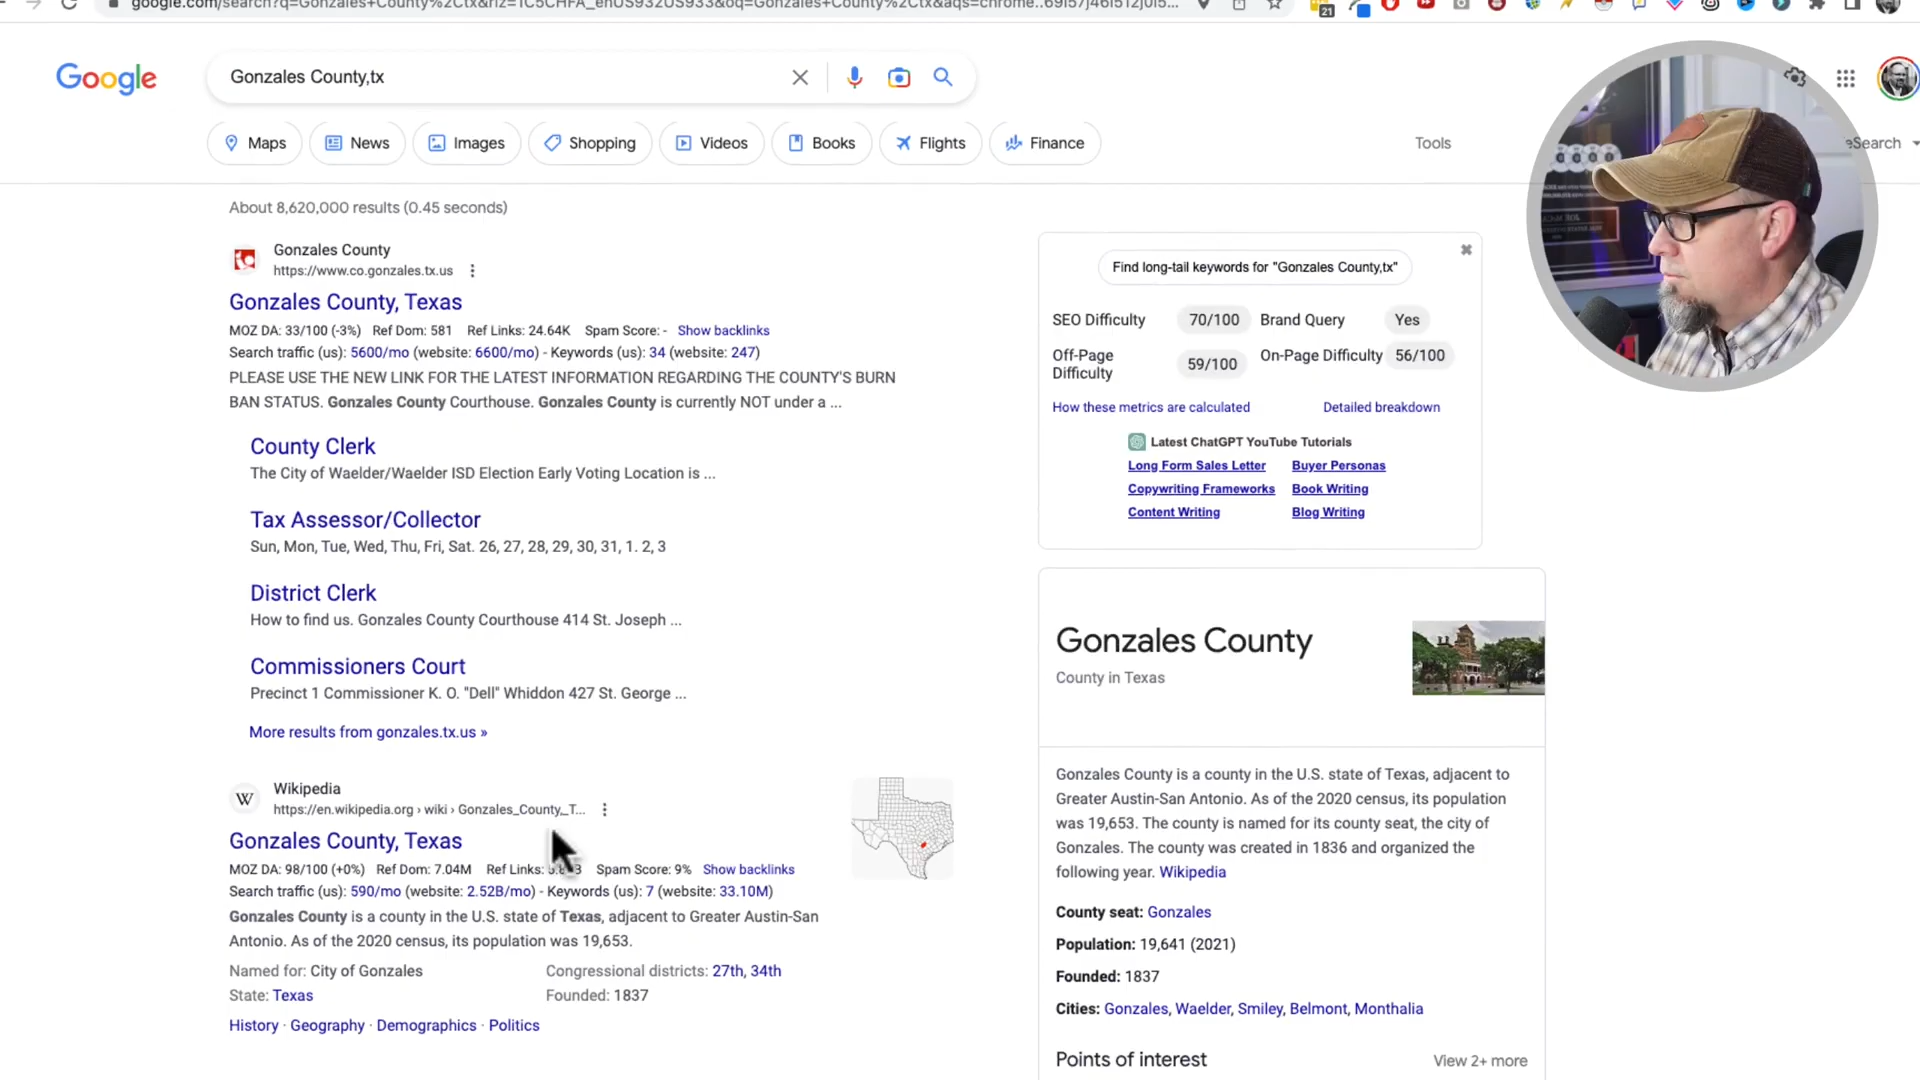 Google
Gonzales County,tx
Maps
News
Images
Shopping
Videos
Books
Flights
Finance
Tools
eSearch
21
About 8,620,000 results (0.45 seconds)
Gonzales County
https://www.co.gonzales.tx.us
Gonzales County, Texas
MOZ DA: 33/100 (-3%) Ref Dom: 581 Ref Links: 24.64K Spam Score: - Show backlinks
Search traffic (us): 5600/mo (website: 6600/mo) - Keywords (us): 34 (website: 247)
PLEASE USE THE NEW LINK FOR THE LATEST INFORMATION REGARDING THE COUNTY'S BURN
BAN STATUS. Gonzales County Courthouse. Gonzales County is currently NOT under a ...
County Clerk
The City of Waelder/Waelder ISD Election Early Voting Location is ...
Tax Assessor/Collector
Sun, Mon, Tue, Wed, Thu, Fri, Sat. 26, 27, 28, 29, 30, 31, 1. 2, 3
District Clerk
How to find us. Gonzales County Courthouse 414 St. Joseph ...
Commissioners Court
Precinct 1 Commissioner K. O. "Dell" Whiddon 427 St. George ...
More results from gonzales.tx.us »
W
Wikipedia
https://en.wikipedia.org › wiki › Gonzales_County,_T...
Gonzales County, Texas
MOZ DA: 98/100 (+0%) Ref Dom: 7.04M Ref Links: Spam Score: 9% Show backlinks
Search traffic (us): 590/mo (website: 2.52B/mo) - Keywords (us): 7 (website: 33.10M)
Gonzales County is a county in the U.S. state of Texas, adjacent to Greater Austin-San
Antonio. As of the 2020 census, its population was 19,653.
Named for: City of Gonzales
Congressional districts: 27th, 34th
State: Texas
Founded: 1837
History · Geography · Demographics · Politics
Find long-tail keywords for "Gonzales County,tx"
SEO Difficulty 70/100 Brand Query Yes
Off-Page Difficulty 59/100 On-Page Difficulty 56/100
How these metrics are calculated
Detailed breakdown
Latest ChatGPT YouTube Tutorials
Long Form Sales Letter Buyer Personas
Copywriting Frameworks Book Writing
Content Writing Blog Writing
Gonzales County
County in Texas
Gonzales County is a county in the U.S. state of Texas, adjacent to
Greater Austin-San Antonio. As of the 2020 census, its population
was 19,653. The county is named for its county seat, the city of
Gonzales. The county was created in 1836 and organized the
following year. Wikipedia
County seat: Gonzales
Population: 19,641 (2021)
Founded: 1837
Cities: Gonzales, Waelder, Smiley, Belmont, Monthalia
Points of interest
View 2+ more